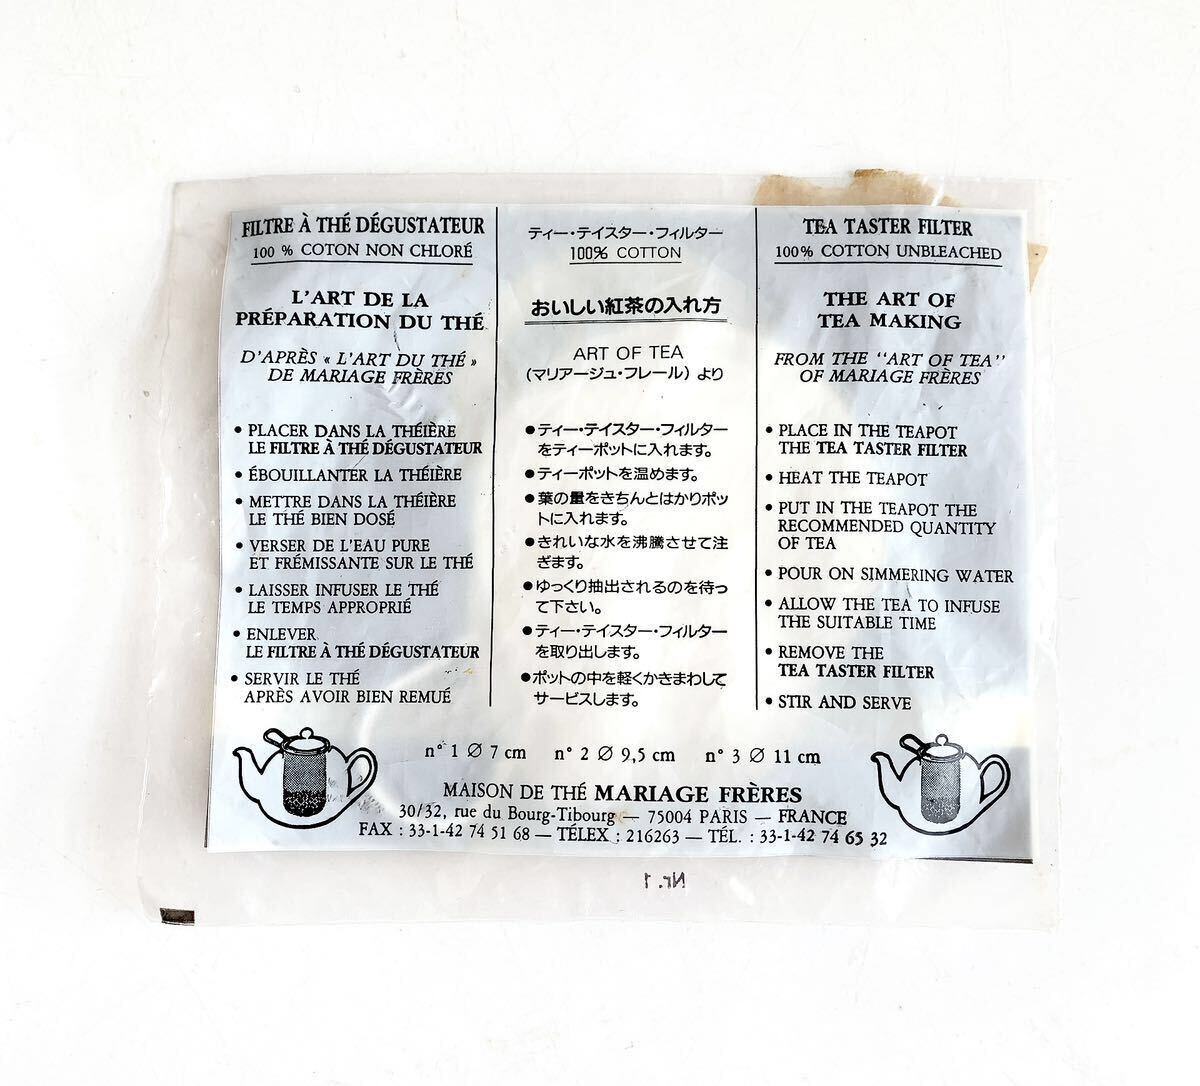 FILTRE À THÉ DÉGUSTATEUR
100 % COTON NON CHLORÉ
L'ART DE LA
PRÉPARATION DU THÉ
D'APRÈS « L'ART DU THÉ »
DE MARIAGE FRÈRES
• PLACER DANS LA THÉIÈRE
LE FILTRE À THÉ DÉGUSTATEUR
• ÉBOUILLANTER LA THÉIÈRE
• METTRE DANS LA THÉIÈRE
LE THÉ BIEN DOSÉ
• VERSER DE L'EAU PURE
ET FRÉMISSANTE SUR LE THÉ
• LAISSER INFUSER LE THÉ
LE TEMPS APPROPRIÉ
• ENLEVER
LE FILTRE À THÉ DÉGUSTATEUR
• SERVIR LE THÉ
APRÈS AVOIR BIEN REMUÉ
ティー・テイスター・フィルター
100% COTTON
おいしい紅茶の入れ方
ART OF TEA
(マリアージュ・フレール) より
●ティー・テイスター・フィルター
をティーポットに入れます。
●ティーポットを温めます。
●葉の量をきちんとはかりポッ
トに入れます。
●きれいな水を沸騰させて注
ぎます。
●ゆっくり抽出されるのを待っ
て下さい。
●ティー・テイスター・フィルター
を取り出します。
●ポットの中を軽くかきまわして
サービスします。
TEA TASTER FILTER
100% COTTON UNBLEACHED
THE ART OF
TEA MAKING
FROM THE "ART OF TEA"
OF MARIAGE FRÈRES
• PLACE IN THE TEAPOT
THE TEA TASTER FILTER
• HEAT THE TEAPOT
• PUT IN THE TEAPOT THE
RECOMMENDED QUANTITY
OF TEA
• POUR ON SIMMERING WATER
• ALLOW THE TEA TO INFUSE
THE SUITABLE TIME
• REMOVE THE
TEA TASTER FILTER
• STIR AND SERVE
n° 1 Ø 7 cm n° 2 Ø 9,5 cm n° 3 Ø 11 cm
MAISON DE THÉ MARIAGE FRÈRES
30/32, rue du Bourg-Tibourg — 75004 PARIS — FRANCE
FAX : 33-1-42 74 51 68 — TÉLEX : 216263 — TÉL. : 33-1-42 74 65 32
Nr. 1